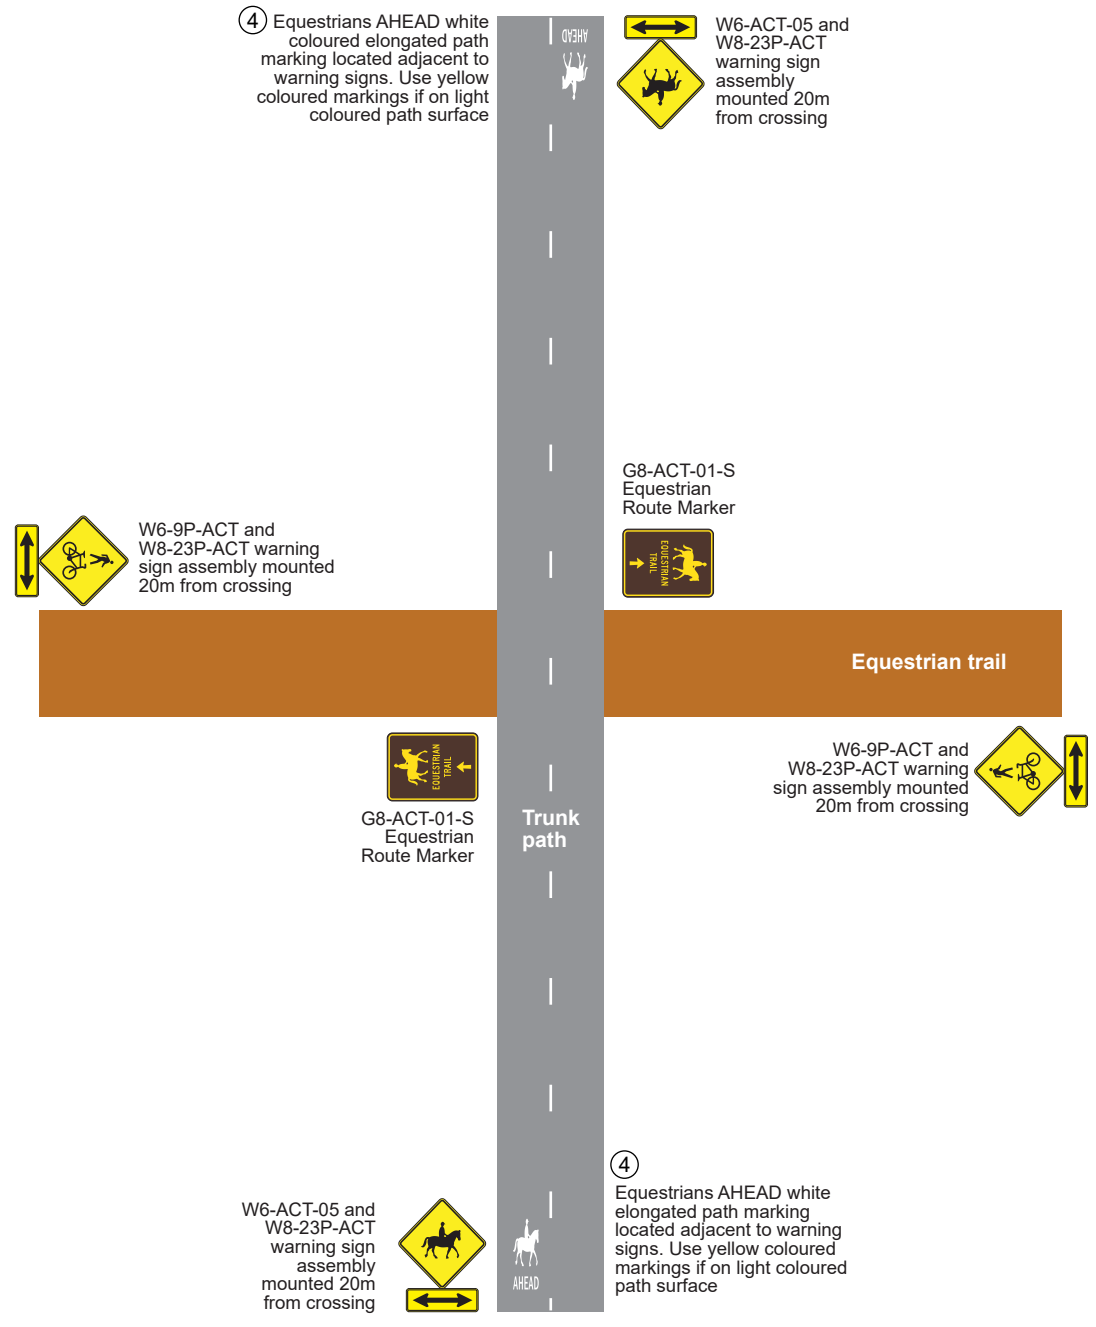 4 Equestrians AHEAD white
coloured elongated path
marking located adjacent to
warning signs. Use yellow
coloured markings if on light
coloured path surface
AHEAD
W6-ACT-05 and
W8-23P-ACT
warning sign
assembly
mounted 20m
from crossing
G8-ACT-01-S
Equestrian
Route Marker
EQUESTRIAN
TRAIL
W6-9P-ACT and
W8-23P-ACT warning
sign assembly mounted
20m from crossing
Equestrian trail
EQUESTRIAN
TRAIL
G8-ACT-01-S
Equestrian
Route Marker
Trunk
path
W6-9P-ACT and
W8-23P-ACT warning
sign assembly mounted
20m from crossing
4
Equestrians AHEAD white
elongated path marking
located adjacent to warning
signs. Use yellow coloured
markings if on light coloured
path surface
W6-ACT-05 and
W8-23P-ACT
warning sign
assembly
mounted 20m
from crossing
AHEAD